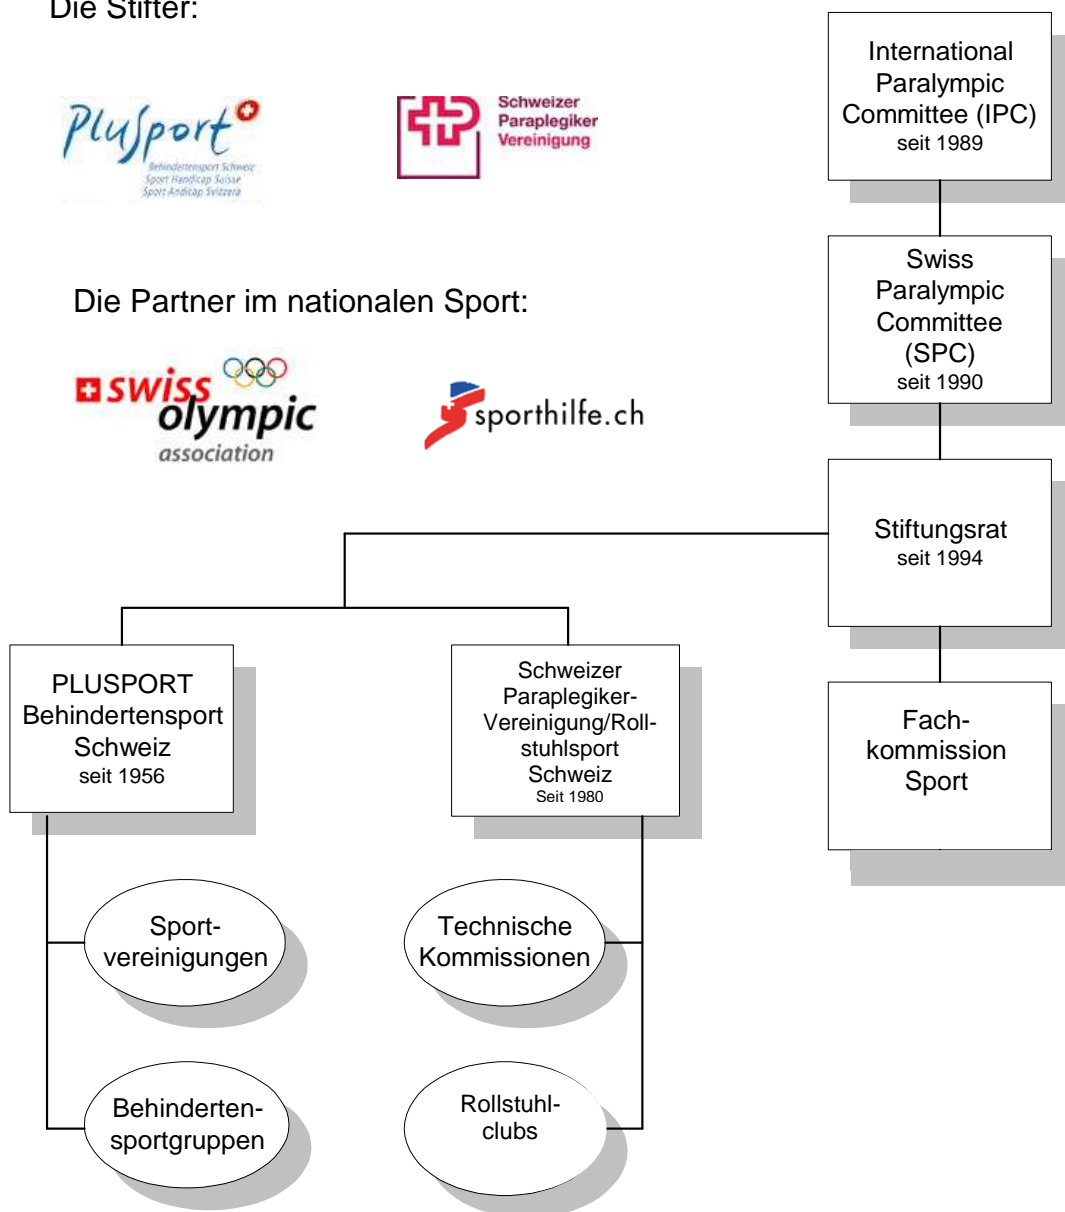 Die Stifter:
PluSport
Behindertensport Schweiz
Sport Handicap Suisse
Sport Andicap Svizzera
Schweizer
Paraplegiker
Vereinigung
International
Paralympic
Committee (IPC)
seit 1989
Swiss
Paralympic
Committee
(SPC)
seit 1990
Die Partner im nationalen Sport:
swiss
olympic
association
sporthilfe.ch
Stiftungsrat
seit 1994
PLUSPORT
Behindertensport
Schweiz
seit 1956
Schweizer
Paraplegiker-
Vereinigung/Roll-
stuhlsport
Schweiz
Seit 1980
Fach-
kommission
Sport
Sport-
vereinigungen
Technische
Kommissionen
Behinderten-
sportgruppen
Rollstuhl-
clubs